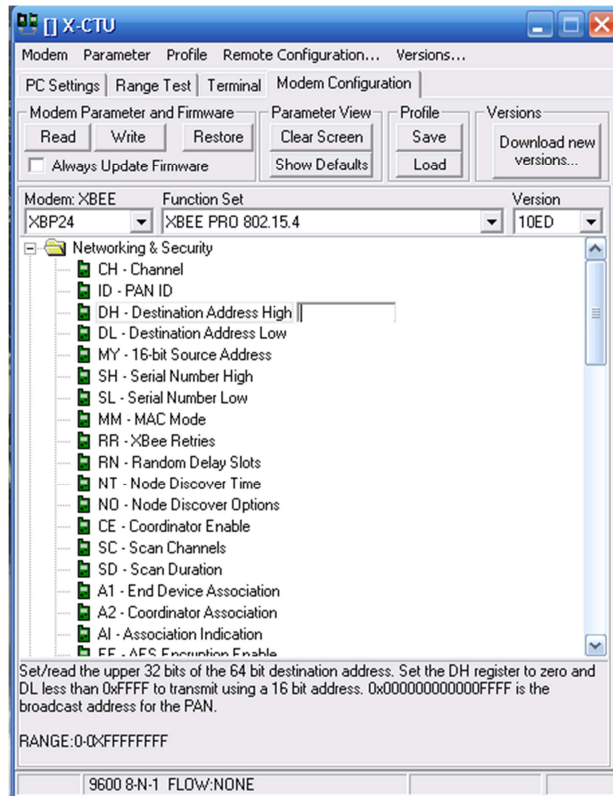 [] X-CTU
Modem Parameter Profile Remote Configuration... Versions...
PC Settings Range Test Terminal Modem Configuration
Modem Parameter and Firmware Parameter View Profile Versions
Read Write Restore Clear Screen Save Download new versions...
Always Update Firmware Show Defaults Load
Modem: XBEE Function Set Version
XBP24 XBEE PRO 802.15.4 10ED
Networking & Security
CH - Channel
ID - PAN ID
DH - Destination Address High
DL - Destination Address Low
MY - 16-bit Source Address
SH - Serial Number High
SL - Serial Number Low
MM - MAC Mode
RR - XBee Retries
RN - Random Delay Slots
NT - Node Discover Time
NO - Node Discover Options
CE - Coordinator Enable
SC - Scan Channels
SD - Scan Duration
A1 - End Device Association
A2 - Coordinator Association
AI - Association Indication
EE - AES Encryption Enable
Set/read the upper 32 bits of the 64 bit destination address. Set the DH register to zero and
DL less than 0xFFFF to transmit using a 16 bit address. 0x000000000000FFFF is the
broadcast address for the PAN.
RANGE:0-0XFFFFFFFF
9600 8-N-1 FLOW:NONE